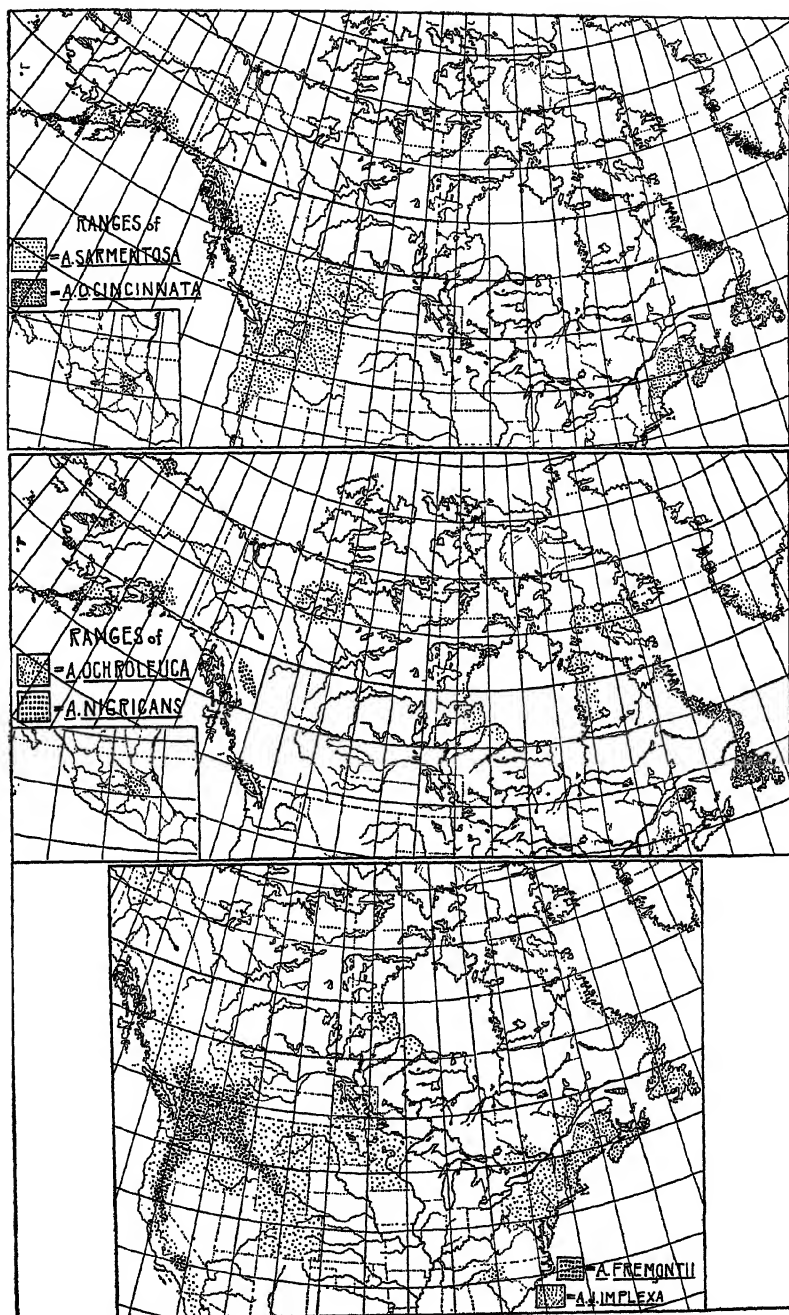 RANGES of
=A. SARMENTOSA
=A.O. CINCINNATA
RANGES of
=A. OCHROLEUCA
=A. NIGRICANS
=A. FREMONTII
=A.J. IMPLEXA